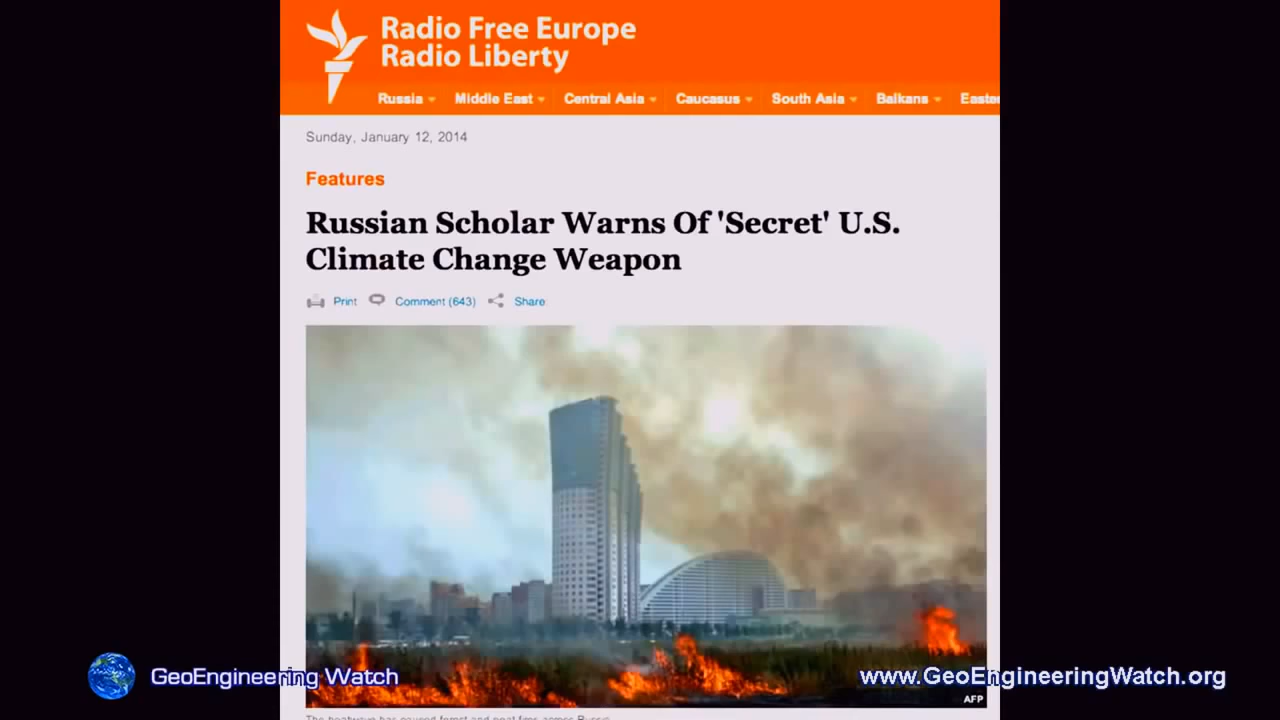 Radio Free Europe
Radio Liberty
Russia Middle East Central Asia Caucasus South Asia Balkans
Sunday, January 12, 2014
Features
Russian Scholar Warns Of 'Secret' U.S.
Climate Change Weapon
Print Comment (643) Share
AFP
GeoEngineering Watch
www.GeoEngineeringWatch.org